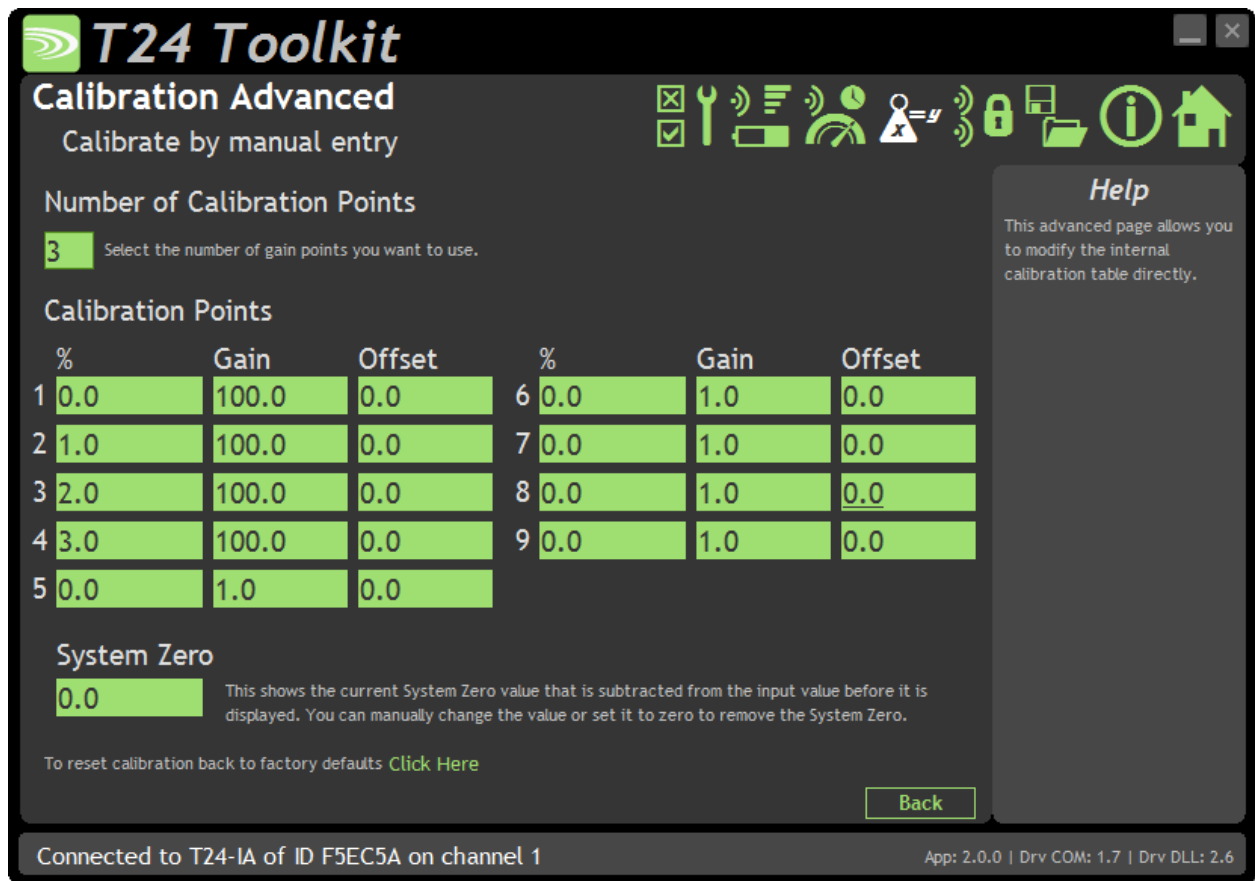 T24 Toolkit
Calibration Advanced
Calibrate by manual entry
x=y
Number of Calibration Points
3 Select the number of gain points you want to use.
Calibration Points
% Gain Offset % Gain Offset
1 0.0 100.0 0.0 6 0.0 1.0 0.0
2 1.0 100.0 0.0 7 0.0 1.0 0.0
3 2.0 100.0 0.0 8 0.0 1.0 0.0
4 3.0 100.0 0.0 9 0.0 1.0 0.0
5 0.0 1.0 0.0
System Zero
0.0 This shows the current System Zero value that is subtracted from the input value before it is
displayed. You can manually change the value or set it to zero to remove the System Zero.
To reset calibration back to factory defaults Click Here
Back
Help
This advanced page allows you
to modify the internal
calibration table directly.
Connected to T24-IA of ID F5EC5A on channel 1
App: 2.0.0 | Drv COM: 1.7 | Drv DLL: 2.6